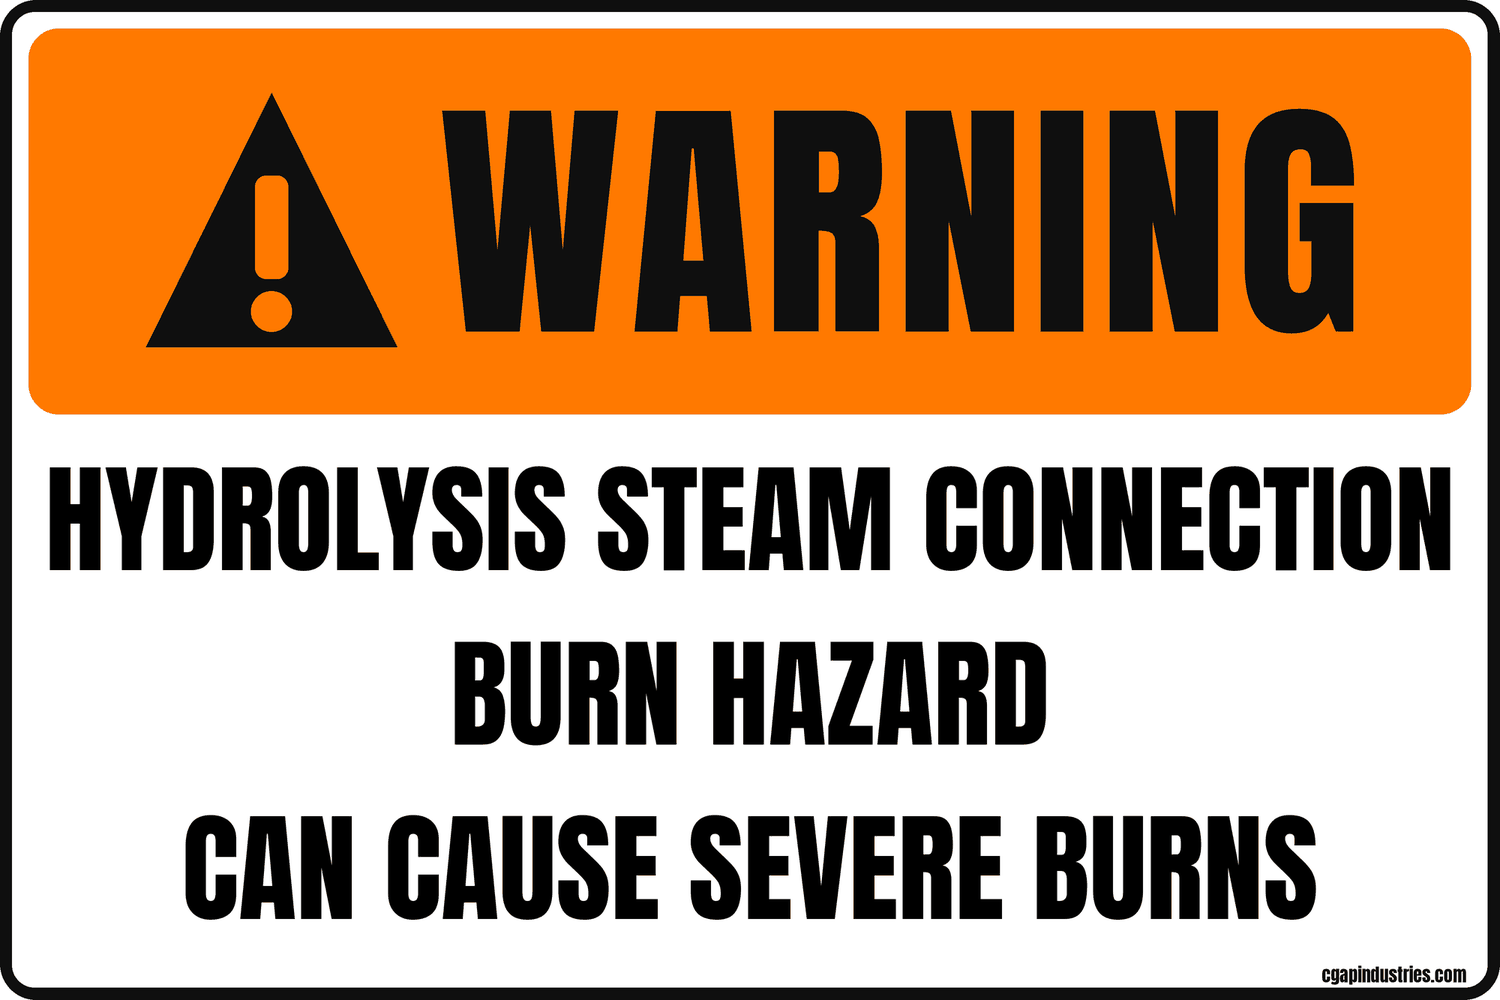 WARNING
HYDROLYSIS STEAM CONNECTION
BURN HAZARD
CAN CAUSE SEVERE BURNS
cgapindustries.com